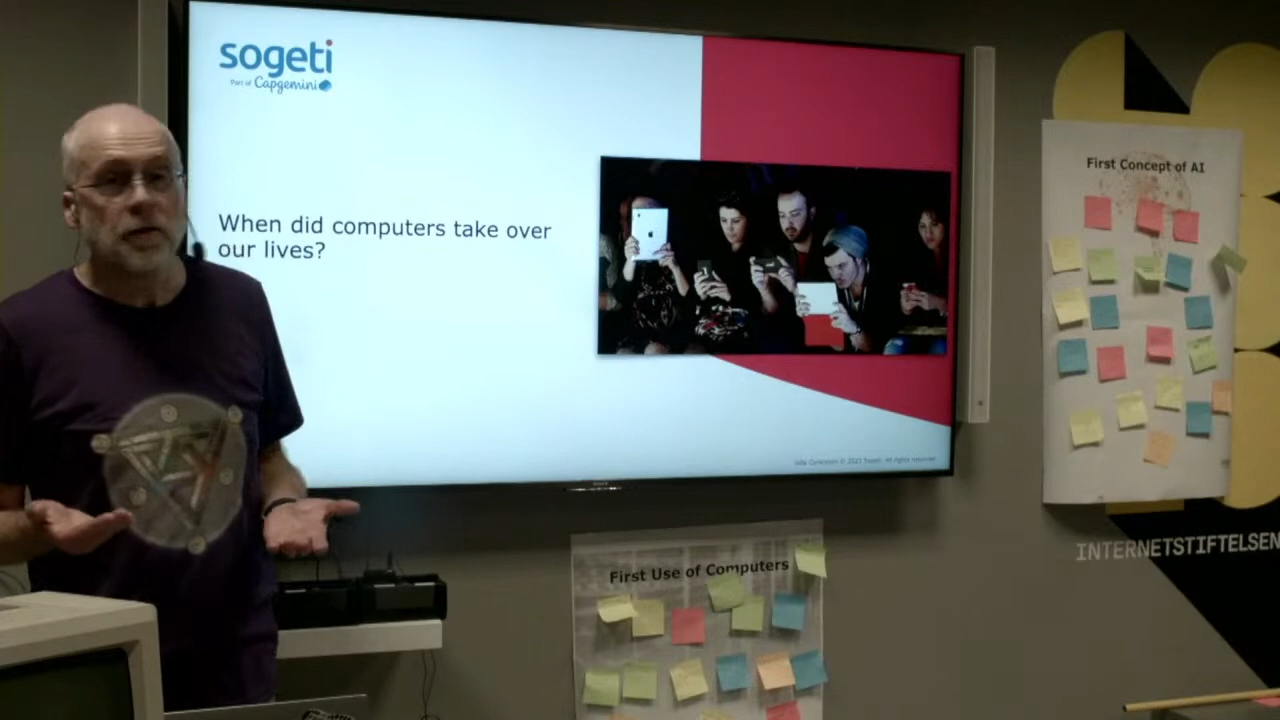 sogeti
Part of Capgemini
When did computers take over
our lives?
First Concept of AI
INTERNETSTIFTELSEN
First Use of Computers